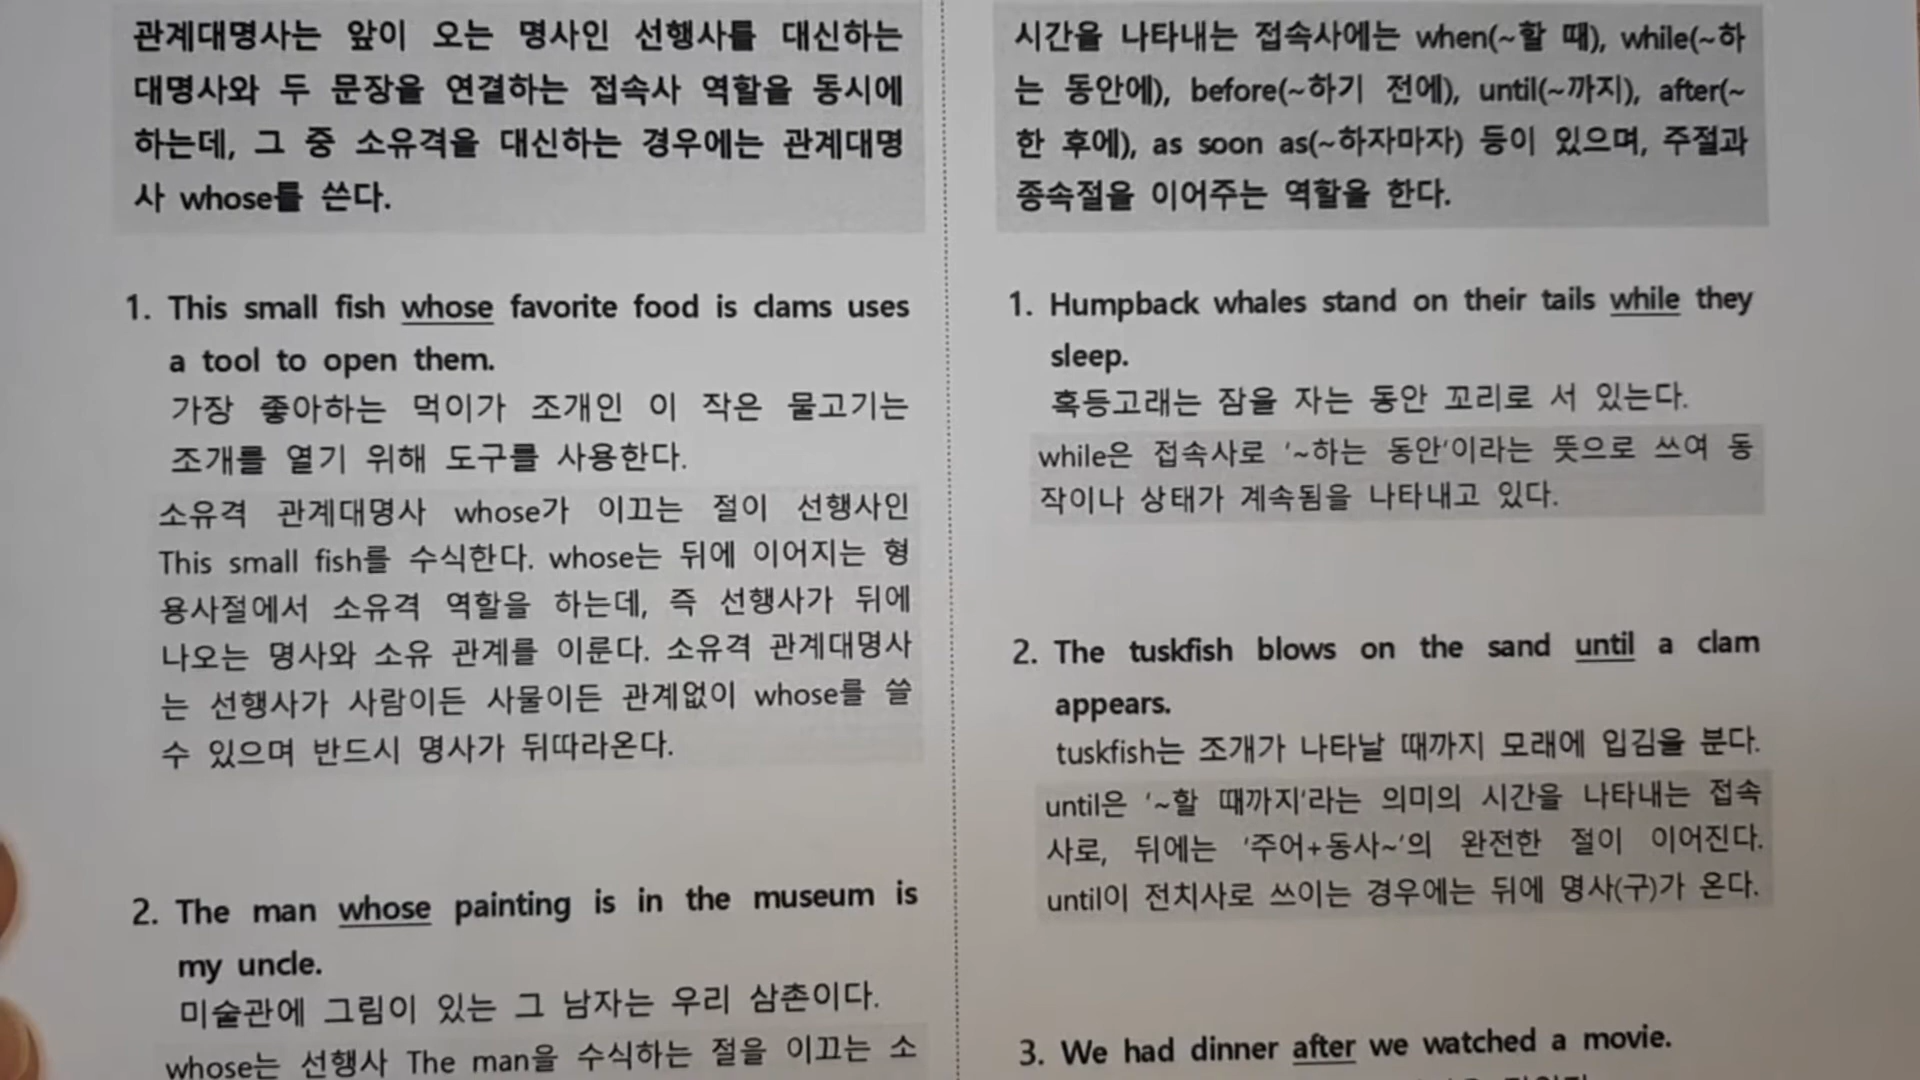 관계대명사는 앞이 오는 명사인 선행사를 대신하는
대명사와 두 문장을 연결하는 접속사 역할을 동시에
하는데, 그 중 소유격을 대신하는 경우에는 관계대명
사 whose를 쓴다.
1. This small fish whose favorite food is clams uses
a tool to open them.
가장 좋아하는 먹이가 조개인 이 작은 물고기는
조개를 열기 위해 도구를 사용한다.
소유격 관계대명사 whose가 이끄는 절이 선행사인
This small fish를 수식한다. whose는 뒤에 이어지는 형
용사절에서 소유격 역할을 하는데, 즉 선행사가 뒤에
나오는 명사와 소유 관계를 이룬다. 소유격 관계대명사
는 선행사가 사람이든 사물이든 관계없이 whose를 쓸
수 있으며 반드시 명사가 뒤따라온다.
2. The man whose painting is in the museum is
my uncle.
미술관에 그림이 있는 그 남자는 우리 삼촌이다.
whose는 선행사 The man을 수식하는 절을 이끄는 소
시간을 나타내는 접속사에는 when(~할 때), while(~하
는 동안에), before(~하기 전에), until(~까지), after(~
한 후에), as soon as(~하자마자) 등이 있으며, 주절과
종속절을 이어주는 역할을 한다.
1. Humpback whales stand on their tails while they
sleep.
혹등고래는 잠을 자는 동안 꼬리로 서 있는다.
while은 접속사로 '~하는 동안'이라는 뜻으로 쓰여 동
작이나 상태가 계속됨을 나타내고 있다.
2. The tuskfish blows on the sand until a clam
appears.
tuskfish는 조개가 나타날 때까지 모래에 입김을 분다.
until은 '~할 때까지'라는 의미의 시간을 나타내는 접속
사로, 뒤에는 '주어+동사~'의 완전한 절이 이어진다.
until이 전치사로 쓰이는 경우에는 뒤에 명사(구)가 온다.
3. We had dinner after we watched a movie.